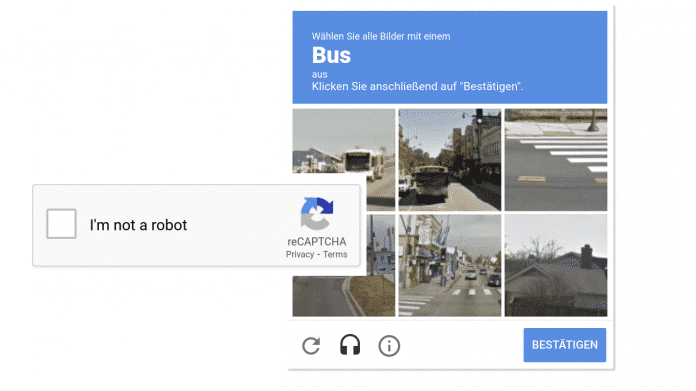 Wählen Sie alle Bilder mit einem
Bus
aus
Klicken Sie anschließend auf "Bestätigen".
I'm not a robot
reCAPTCHA
Privacy - Terms
BESTÄTIGEN